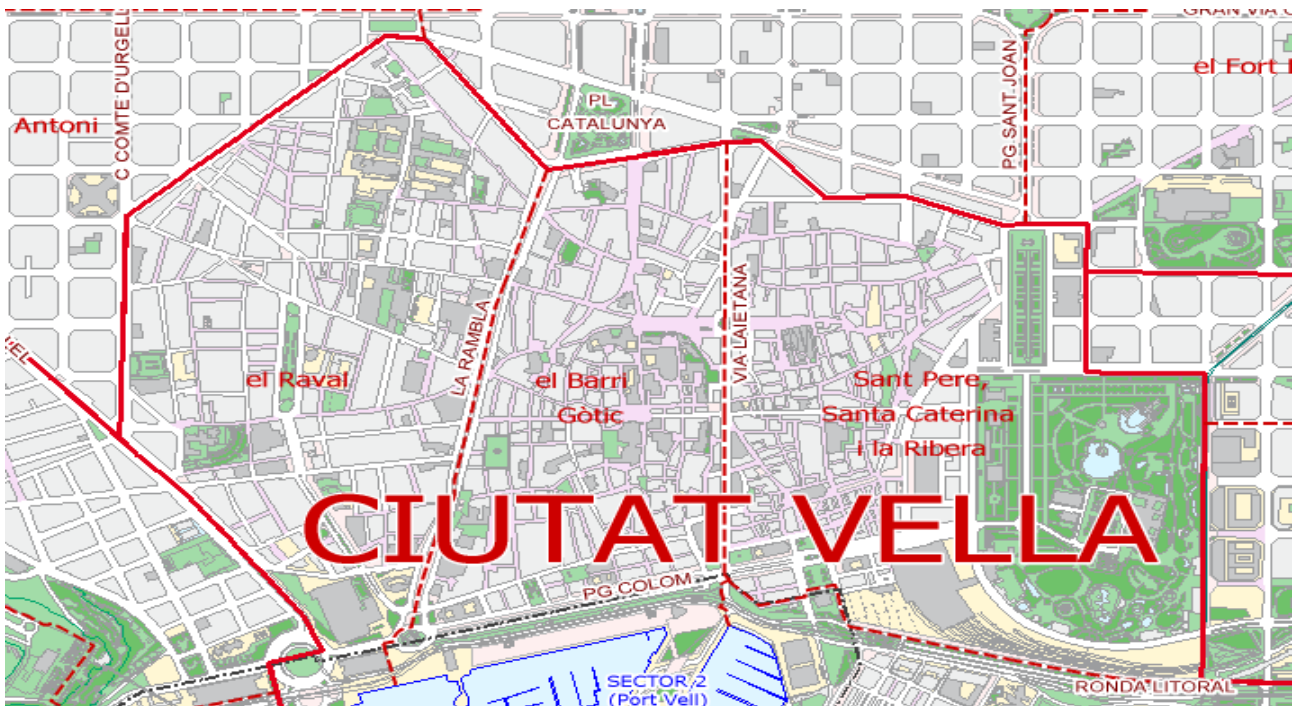 GRAN VIA C
C COMTE D'URGELL
PL
CATALUNYA
PG SANT JOAN
el Fort
Antoni
LA RAMBLA
VIA LAIETANA
el Raval
el Barri
Gòtic
Sant Pere,
Santa Caterina
i la Ribera
CIUTAT VELLA
PG COLOM
SECTOR 2
(Port Vell)
RONDA LITORAL